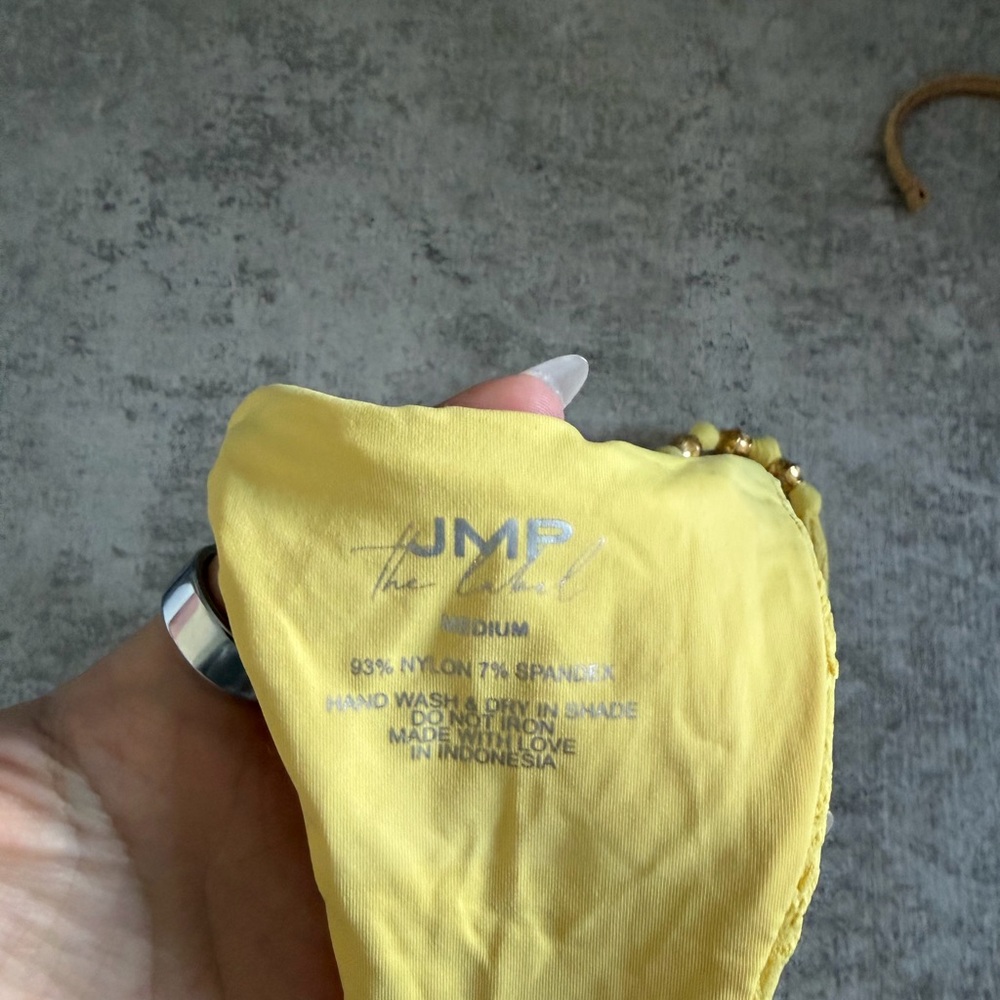 JMP
the label
MEDIUM
93% NYLON 7% SPANDEX
HAND WASH & DRY IN SHADE
DO NOT IRON
MADE WITH LOVE
IN INDONESIA